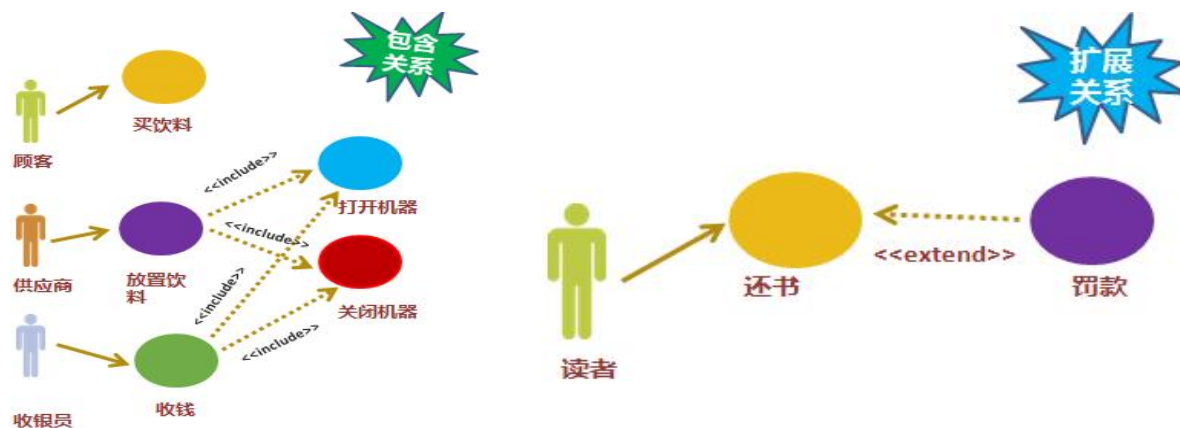 包含
关系
买饮料
顾客
<<include>>
打开机器
<<include>>
供应商
放置饮
料
<<include>>
关闭机器
<<include>>
收银员
收钱
扩展
关系
<<extend>>
还书
罚款
读者